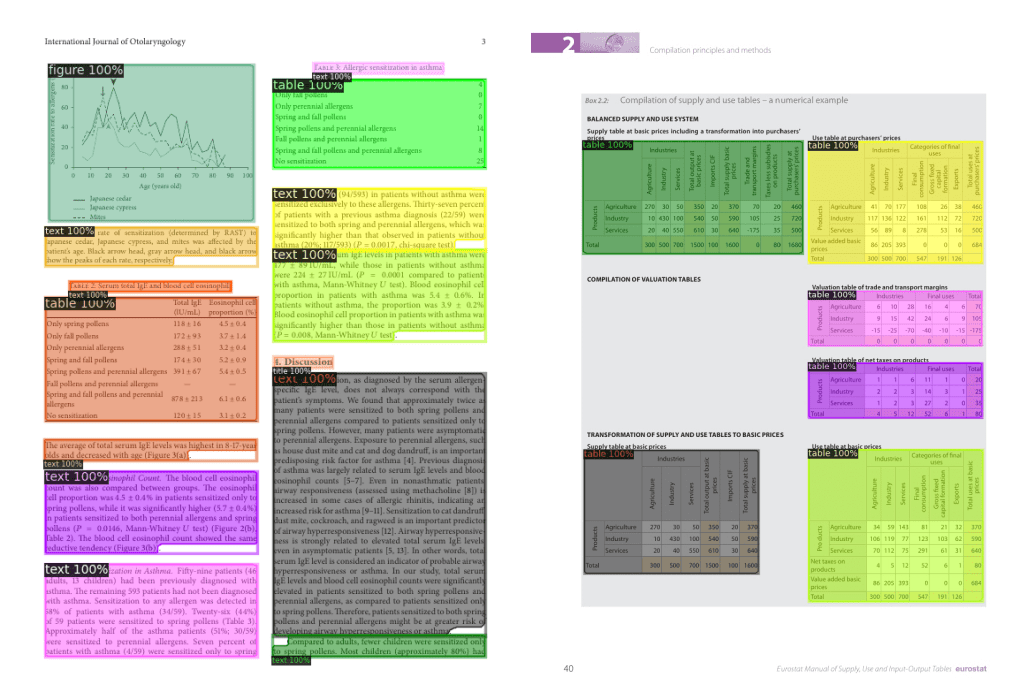 International Journal of Otolaryngology
3
figure 100%
Sensitization rate to allergens
80
60
40
20
0
0 10 20 30 40 50 60 70 80 90 100
Age (years old)
Japanese cedar
Japanese cypress
Mites
text 100% rate of sensitization (determined by RAST) to
Japanese cedar, Japanese cypress, and mites was affected by the
patient's age. Black arrow head, gray arrow head, and black arrow
show the peaks of each rate, respectively.
TABLE 2: Serum total IgE and blood cell eosinophil
text 100%
table 100%
Total IgE Eosinophil cell
(IU/mL) proportion (%)
Only spring pollens 118 ± 16 4.5 ± 0.4
Only fall pollens 172 ± 93 3.7 ± 1.4
Only perennial allergens 288 ± 51 3.2 ± 0.4
Spring and fall pollens 174 ± 30 5.2 ± 0.9
Spring pollens and perennial allergens 391 ± 67 5.4 ± 0.5
Fall pollens and perennial allergens — —
Spring and fall pollens and perennial
allergens 878 ± 213 6.1 ± 0.6
No sensitization 120 ± 15 3.1 ± 0.2
The average of total serum IgE levels was highest in 8-17-year
olds and decreased with age (Figure 3(a)).
text 100%
text 100% Count. The blood cell eosinophil
count was also compared between groups. The eosinophil
cell proportion was 4.5 ± 0.4% in patients sensitized only to
spring pollens, while it was significantly higher (5.7 ± 0.4%)
in patients sensitized to both spring and perennial allergens
pollens (P = 0.0146, Mann-Whitney U test) (Figure 2(b),
Table 2). The blood cell eosinophil count showed the same
reductive tendency (Figure 3(b)).
text 100% in Asthma. Fifty-nine patients (46
adults, 13 children) had been previously diagnosed with
asthma. The remaining 593 patients had not been diagnosed
with asthma. Sensitization to any allergen was detected in
58% of patients with asthma (34/59). Twenty-six (44%)
of 59 patients were sensitized to spring pollens (Table 3).
Approximately half of the asthma patients (51%; 30/59)
were sensitized to perennial allergens. Seven percent of
patients with asthma (4/59) were sensitized only to spring
TABLE 3: Allergic sensitization in asthma.
text 100%
table 100% 4
Only fall pollens 0
Only perennial allergens 7
Spring and fall pollens 0
Spring pollens and perennial allergens 14
Fall pollens and perennial allergens 1
Spring and fall pollens and perennial allergens 8
No sensitization 25
text 100% (94/593) in patients without asthma were
sensitized exclusively to these allergens. Thirty-seven percent
of patients with a previous asthma diagnosis (22/59) were
sensitized to both spring and perennial allergens, which was
significantly higher than that observed in patients without
asthma (20%; 117/593) (P = 0.0017, chi-square test).
text 100% IgE levels in patients with asthma were
377 ± 89 IU/mL, while those in patients without asthma
were 224 ± 27 IU/mL (P = 0.0001 compared to patients
with asthma, Mann-Whitney U test). Blood cell eosinophil
proportion in patients with asthma was 5.4 ± 0.6%. In
patients without asthma, the proportion was 3.9 ± 0.2%.
Blood cell eosinophil proportion in patients with asthma was
significantly higher than those in patients without asthma
(P = 0.008, Mann-Whitney U test).
4. Discussion
title 100%
text 100% as diagnosed by the serum allergen-
specific IgE level, does not always correspond with the
patient's symptoms. We found that approximately twice as
many patients were sensitized to both spring pollens and
perennial allergens compared to patients sensitized only to
spring pollens. However, many patients were asymptomatic
to perennial allergens. Exposure to perennial allergens, such
as house dust mite and cat and dog dandruff, is an important
predisposing risk factor for asthma [4]. Previous diagnosis
of asthma was largely related to serum IgE levels and blood
eosinophil count [5–7]. Even in nonasthmatic patients
airway responsiveness (assessed using methacholine [8]) is
increased in some cases of allergic rhinitis, indicating an
increased risk for asthma [9–11]. Sensitization to cat dandruff,
dust mite, cockroach, and ragweed is an important predictor
of airway hyperresponsiveness [12]. Airway hyperresponsive-
ness is strongly related to elevated total serum IgE levels
even in asymptomatic patients [5, 13]. In other words, total
serum IgE level is considered an indicator of probable airway
hyperresponsiveness or asthma. In our study, total serum
IgE levels and blood cell eosinophil counts were significantly
elevated in patients sensitized to both spring pollens and
perennial allergens, as compared to patients sensitized only
to spring pollens. Therefore, patients sensitized to both spring
pollens and perennial allergens might be at greater risk of
developing airway hyperresponsiveness or asthma.
Compared to adults, fewer children were sensitized only
to spring pollens. Most children (approximately 80%) had
text 100%
2
Compilation principles and methods
Box 2.2: Compilation of supply and use tables – a numerical example
BALANCED SUPPLY AND USE SYSTEM
Supply table at basic prices including a transformation into purchasers'
prices
table 100%
Industries
Agriculture Industry Services Total output at basic prices Imports CIF Total supply basic prices Trade and transport margins Taxes less subsidies on products Total supply at purchasers' prices
Products
Agriculture 270 30 50 350 20 370 70 20 460
Industry 10 430 100 540 50 590 105 25 720
Services 20 40 550 610 30 640 -175 35 500
Total 300 500 700 1500 100 1600 0 80 1680
Use table at purchasers' prices
table 100%
Industries Categories of final uses
Agriculture Industry Services Final consumption Gross fixed capital formation Exports Total uses at purchasers' prices
Products
Agriculture 41 70 177 108 26 38 460
Industry 117 136 122 161 112 72 720
Services 56 89 8 278 53 16 500
Value added basic prices 86 205 393 0 0 0 684
Total 300 500 700 547 191 126
COMPILATION OF VALUATION TABLES
Valuation table of trade and transport margins
table 100%
Industries Final uses Total
Products
Agriculture 6 10 28 16 4 6 70
Industry 9 15 42 24 6 9 105
Services -15 -25 -70 -40 -10 -15 -175
Total 0 0 0 0 0 0 0
Valuation table of net taxes on products
table 100%
Industries Final uses Total
Products
Agriculture 1 1 6 11 1 0 20
Industry 2 2 3 14 3 1 25
Services 1 2 3 27 2 0 35
Total 4 5 12 52 6 1 80
TRANSFORMATION OF SUPPLY AND USE TABLES TO BASIC PRICES
Supply table at basic prices
table 100%
Industries
Agriculture Industry Services Total output at basic prices Imports CIF Total supply at basic prices
Products
Agriculture 270 30 50 350 20 370
Industry 10 430 100 540 50 590
Services 20 40 550 610 30 640
Total 300 500 700 1500 100 1600
Use table at basic prices
table 100%
Industries Categories of final uses
Agriculture Industry Services Final consumption Gross fixed capital formation Exports Total uses at basic prices
Products
Agriculture 34 59 143 81 21 32 370
Industry 106 119 77 123 103 62 590
Services 70 112 75 291 61 31 640
Net taxes on products 4 5 12 52 6 1 80
Value added basic prices 86 205 393 0 0 0 684
Total 300 500 700 547 191 126
40
Eurostat Manual of Supply, Use and Input-Output Tables eurostat